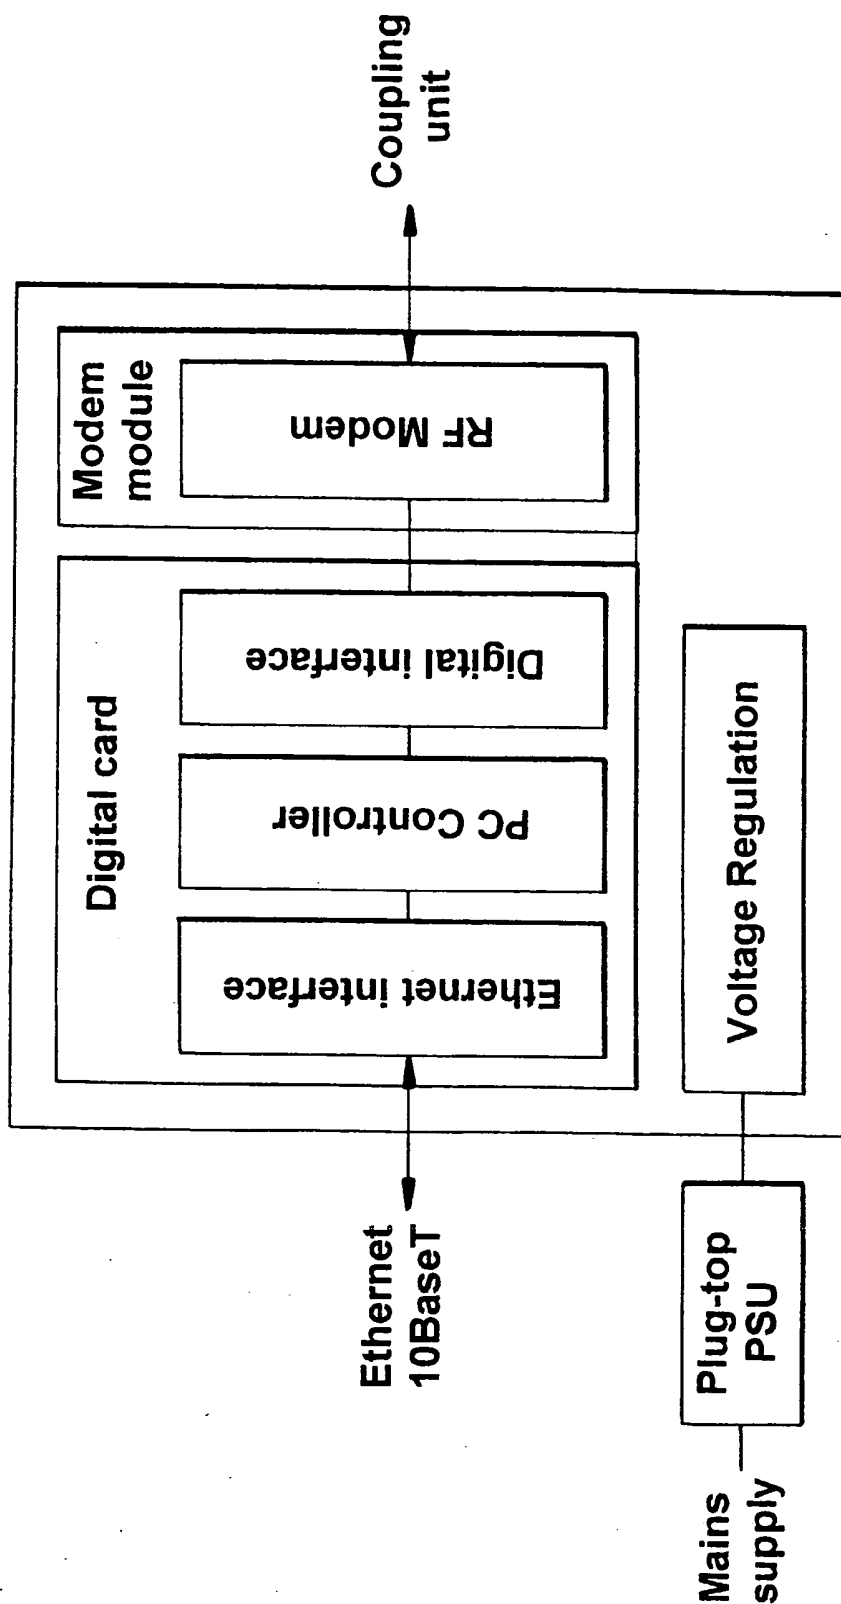 Digital card
Modem
module
Ethernet
10BaseT
Ethernet interface
PC Controller
Digital interface
RF Modem
Coupling
unit
Mains
supply
Plug-top
PSU
Voltage Regulation